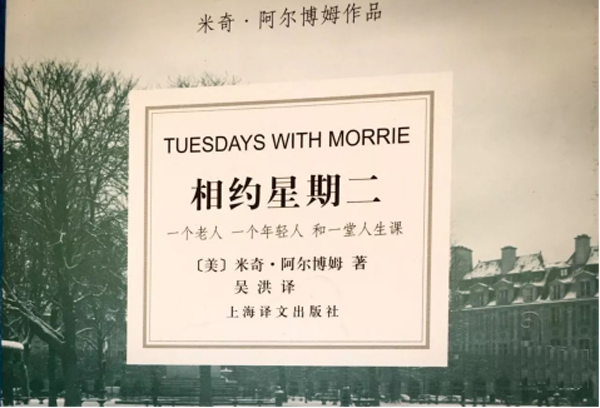 米奇·阿尔博姆作品
TUESDAYS WITH MORRIE
相约星期二
一个老人 一个年轻人 和一堂人生课
〔美〕米奇·阿尔博姆 著
吴洪 译
上海译文出版社